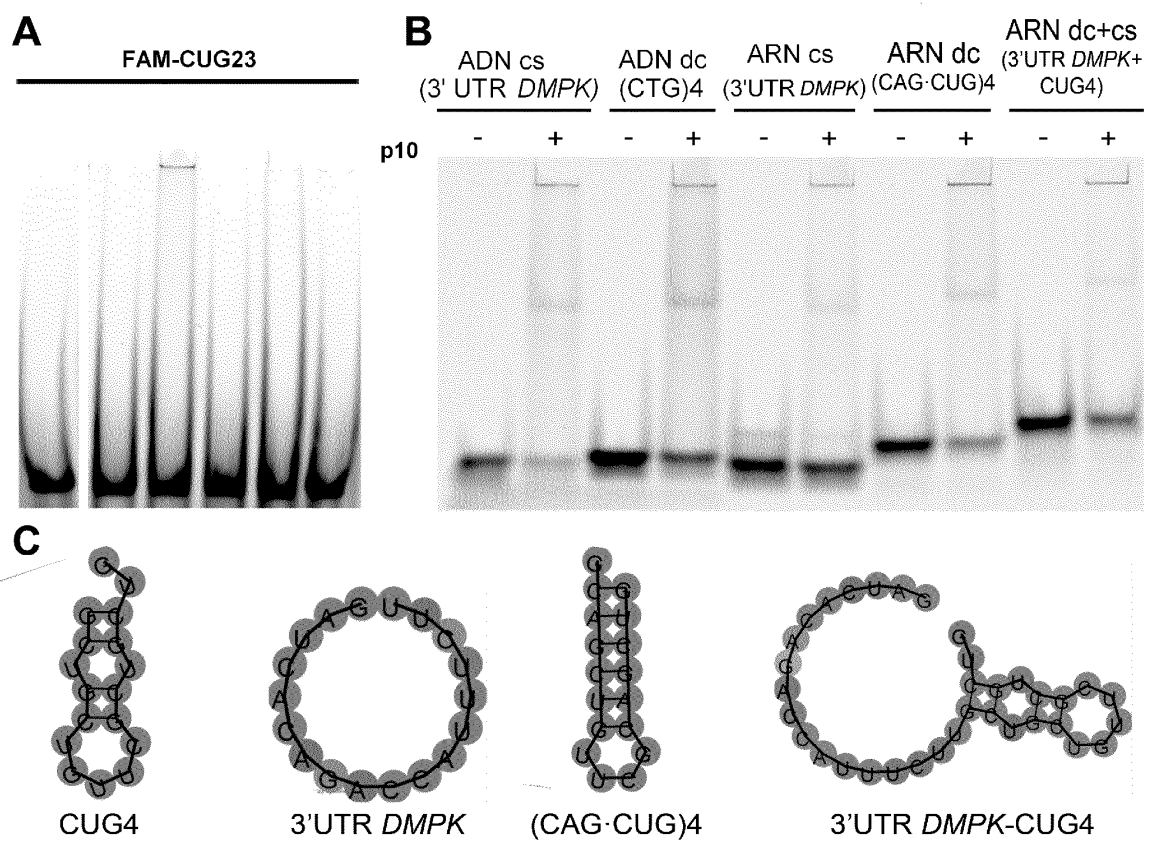 A
FAM-CUG23
B
ADN cs
(3' UTR DMPK)
ADN dc
(CTG)4
ARN cs
(3'UTR DMPK)
ARN dc
(CAG·CUG)4
ARN dc+cs
(3'UTR DMPK+
CUG4)
p10
- + - + - + - + - +
C
CUG4
3'UTR DMPK
(CAG·CUG)4
3'UTR DMPK-CUG4